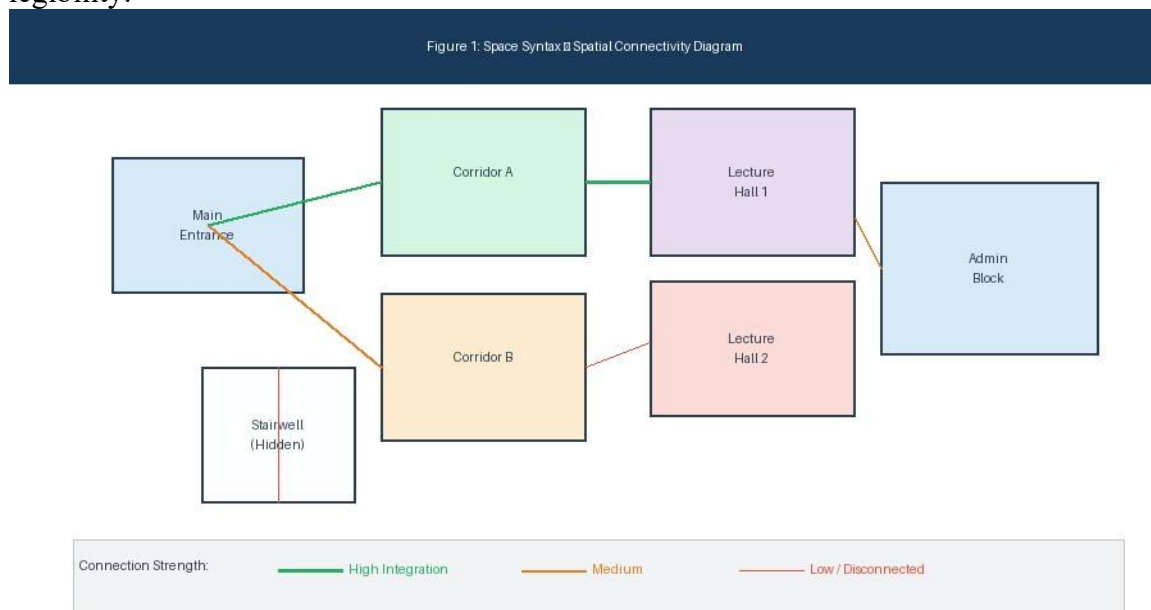 legibility.
Figure 1: Space Syntax ☒ Spatial Connectivity Diagram
Corridor A
Lecture
Hall 1
Main
Entrance
Admin
Block
Corridor B
Lecture
Hall 2
Stairwell
(Hidden)
Connection Strength:
High Integration
Medium
Low / Disconnected